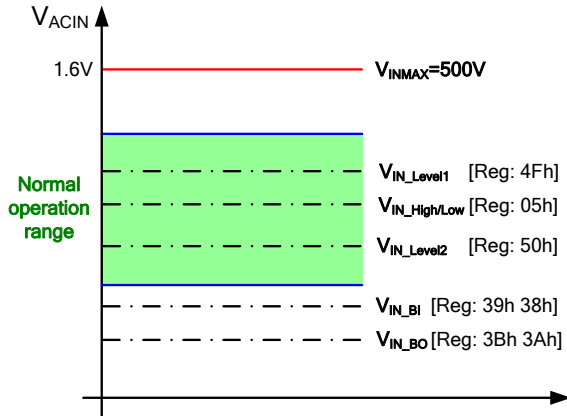 VACIN
1.6V
VINMAX=500V
VIN_Level1 [Reg: 4Fh]
VIN_High/Low [Reg: 05h]
Normal
operation
range
VIN_Level2 [Reg: 50h]
VIN_BI [Reg: 39h 38h]
VIN_BO [Reg: 3Bh 3Ah]